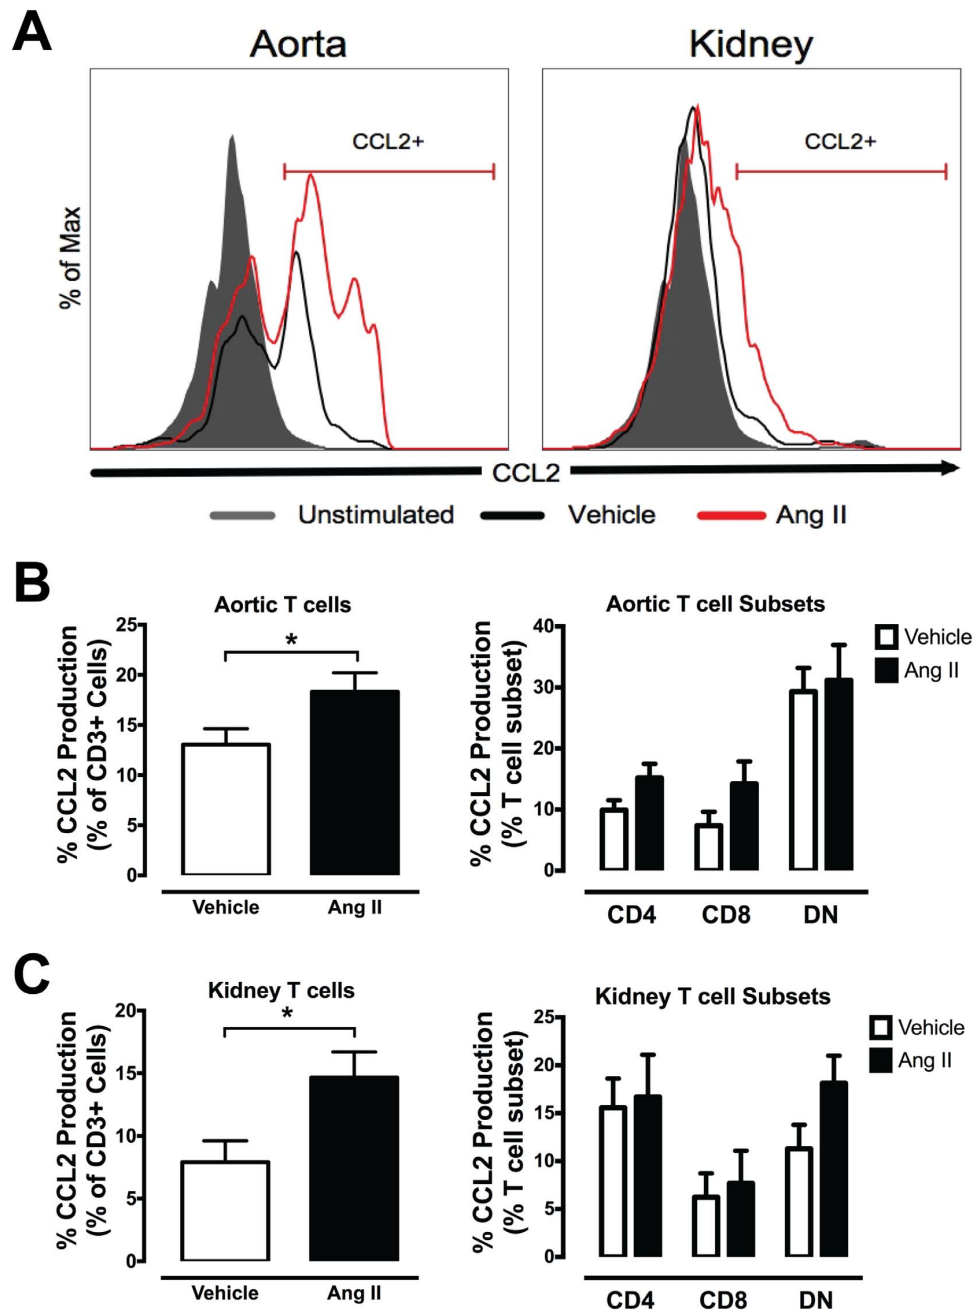 A
Aorta
Kidney
% of Max
CCL2+
CCL2+
CCL2
Unstimulated
Vehicle
Ang II
B
Aortic T cells
% CCL2 Production
(% of CD3+ Cells)
25
20
15
10
5
0
*
Vehicle
Ang II
Aortic T cell Subsets
% CCL2 Production
(% T cell subset)
40
30
20
10
0
CD4
CD8
DN
Vehicle
Ang II
C
Kidney T cells
% CCL2 Production
(% of CD3+ Cells)
20
15
10
5
0
*
Vehicle
Ang II
Kidney T cell Subsets
% CCL2 Production
(% T cell subset)
25
20
15
10
5
0
CD4
CD8
DN
Vehicle
Ang II